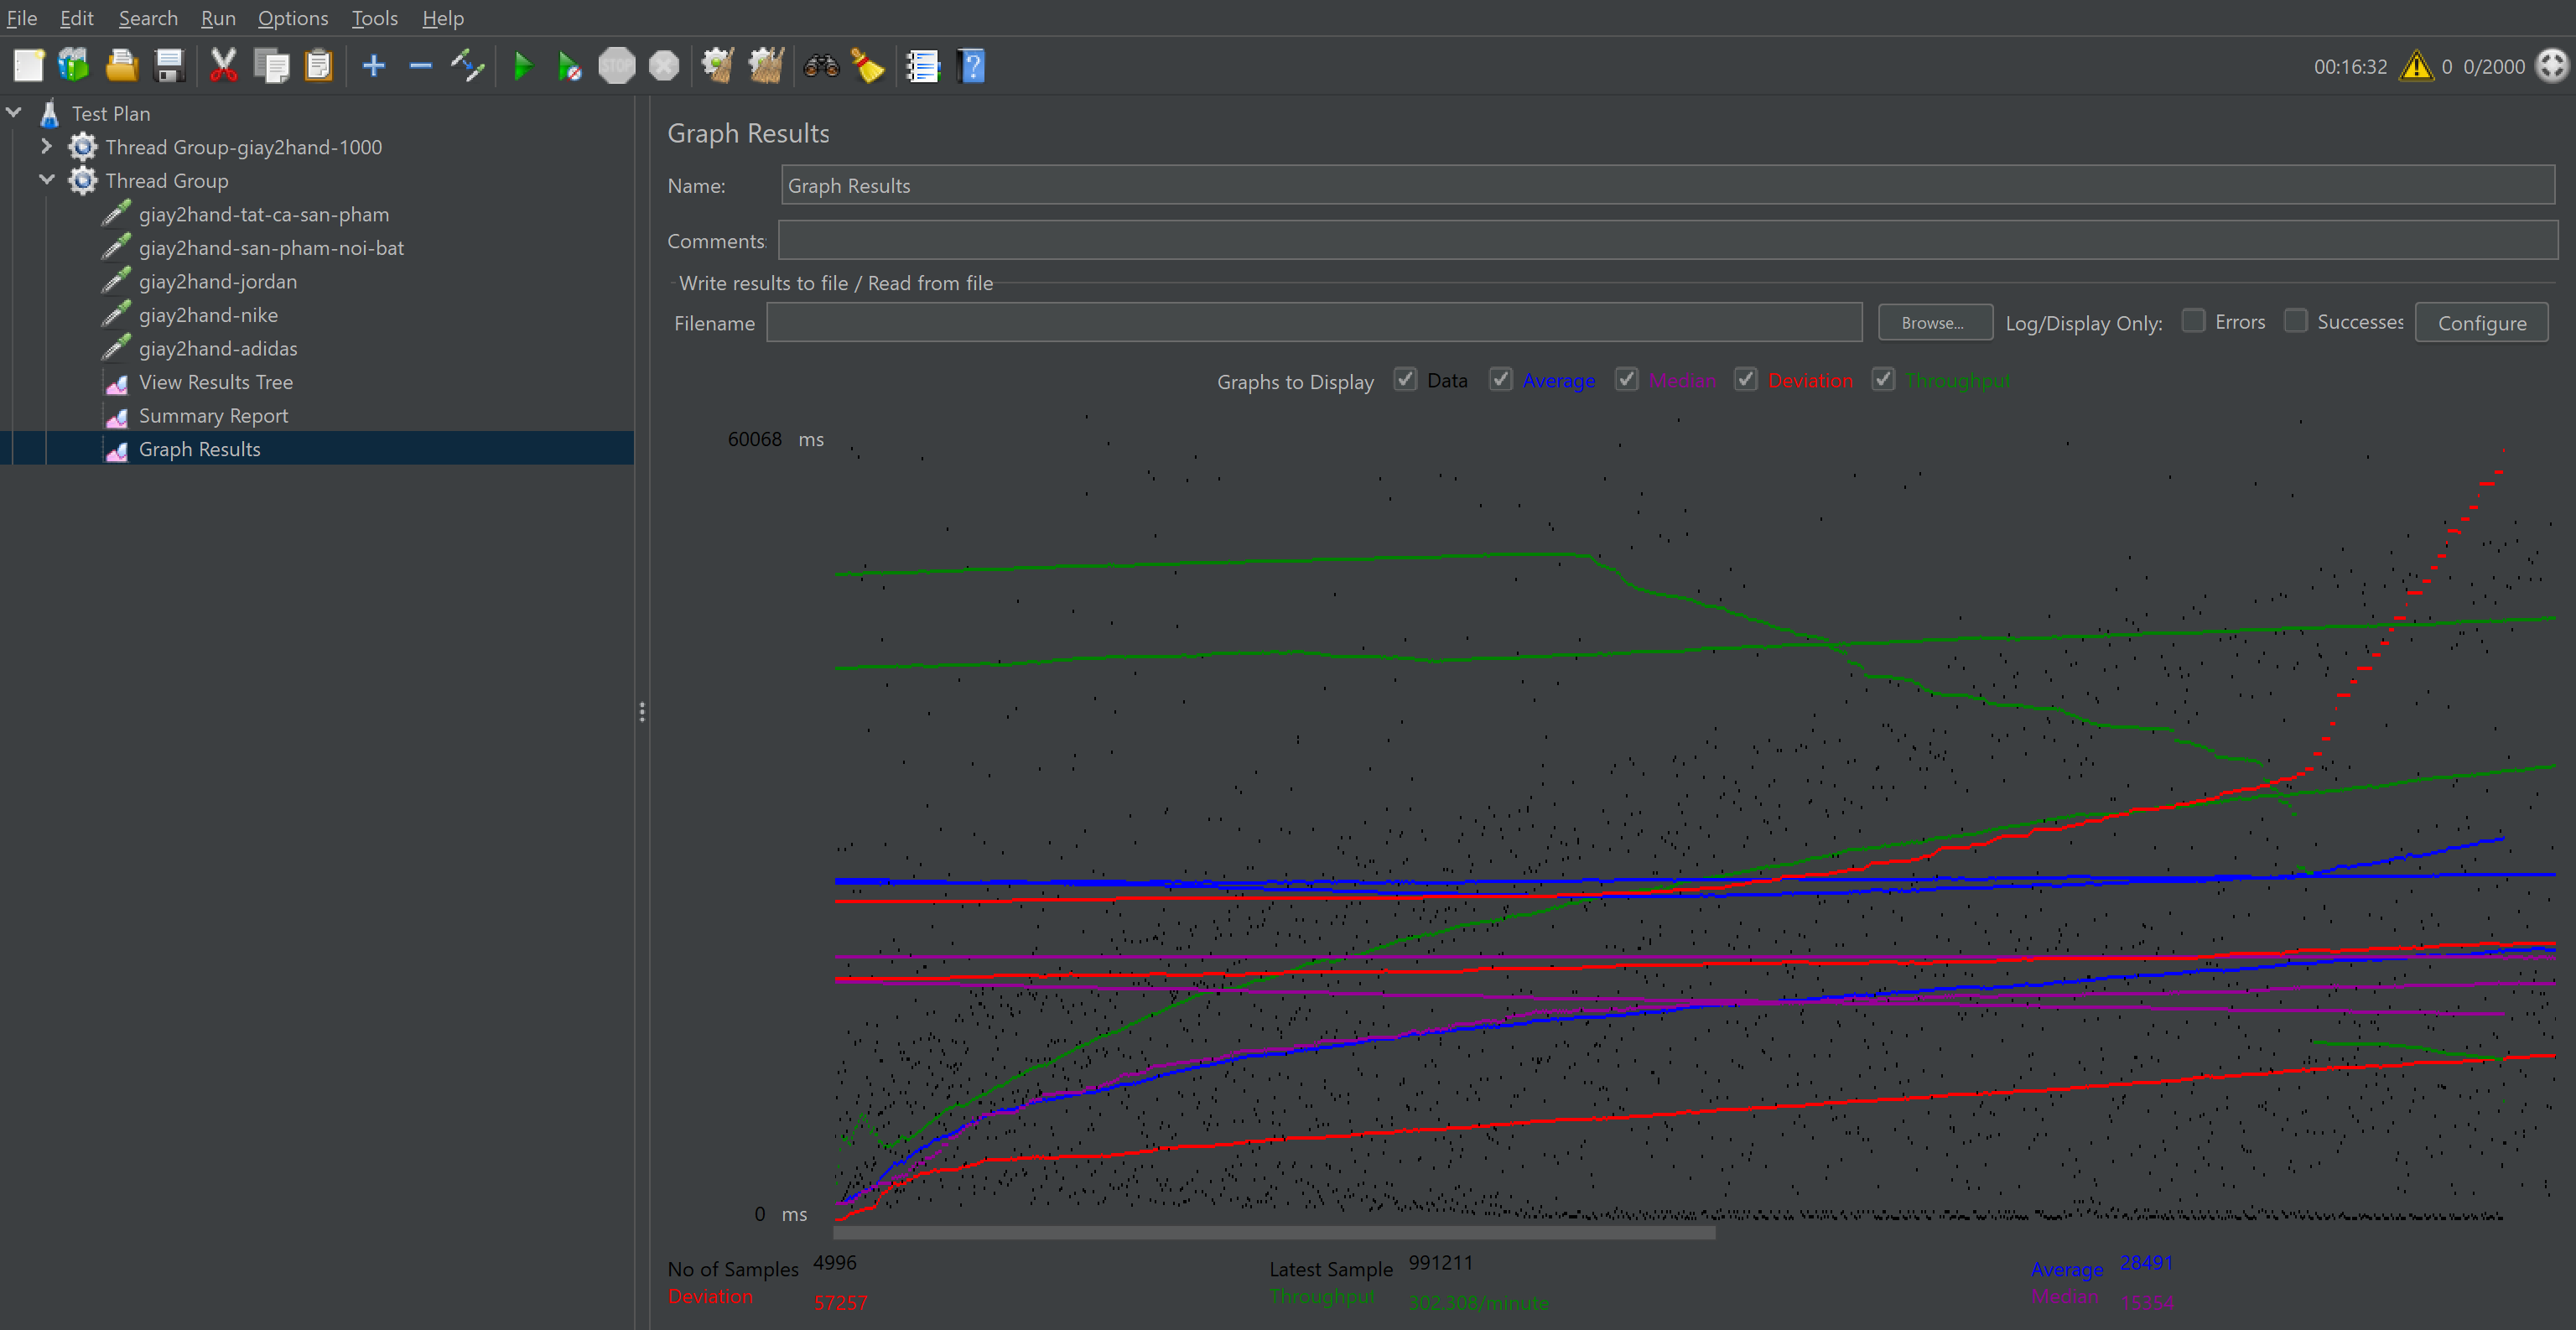 File Edit Search Run Options Tools Help
STOP
00:16:32 0 0/2000
Test Plan
Thread Group-giay2hand-1000
Thread Group
giay2hand-tat-ca-san-pham
giay2hand-san-pham-noi-bat
giay2hand-jordan
giay2hand-nike
giay2hand-adidas
View Results Tree
Summary Report
Graph Results
Graph Results
Name: Graph Results
Comments:
Write results to file / Read from file
Filename Browse... Log/Display Only: Errors Successes Configure
Graphs to Display Data Average Median Deviation Throughput
60068 ms
0 ms
No of Samples 4996 Latest Sample 991211 Average 28491
Deviation 57257 Throughput 302.308/minute Median 15354